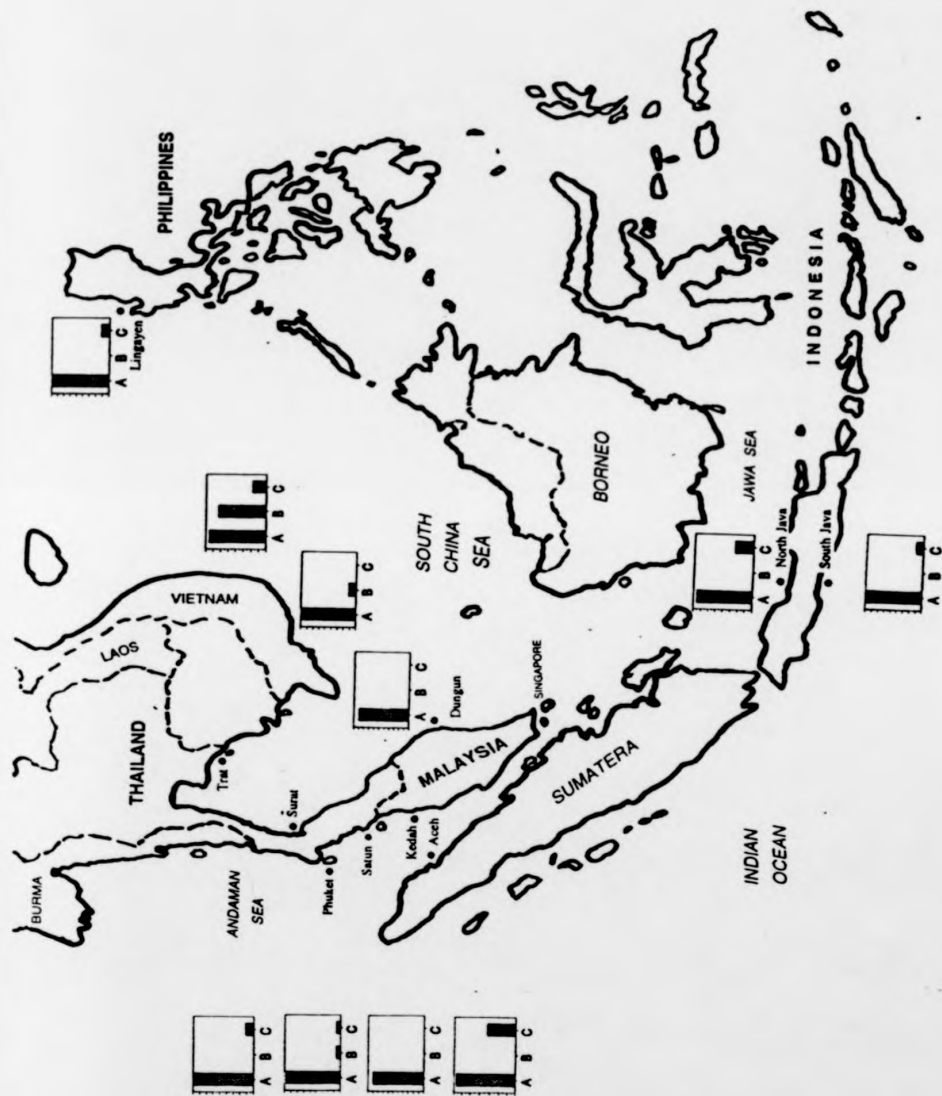 PHILIPPINES
A B C
Lingayen
A B C
VIETNAM
A B C
SOUTH
CHINA
SEA
LAOS
BORNEO
INDONESIA
JAWA SEA
THAILAND
Trat
A B C
Dungun
A B C
North Java
SINGAPORE
South Java
Surat
MALAYSIA
A B C
BURMA
ANDAMAN
SEA
Phuket
Satun
Kedah
Aceh
SUMATERA
INDIAN
OCEAN
A B C
A B C
A B C
A B C